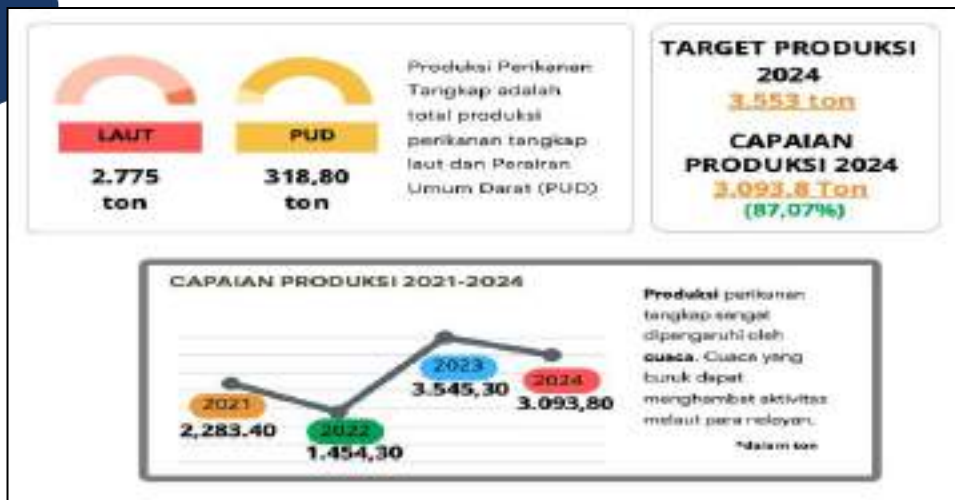 LAUT
2.775
ton
PUD
318,80
ton
Produksi Perikanan
Tangkap adalah
total produksi
perikanan tangkap
laut dan Perairan
Umum Darat (PUD)
TARGET PRODUKSI
2024
3.553 ton
CAPAIAN
PRODUKSI 2024
3.093,8 Ton
(87,07%)
CAPAIAN PRODUKSI 2021-2024
2021
2,283.40
2022
1.454,30
2023
3.545,30
2024
3.093,80
Produksi perikanan
tangkap sangat
dipengaruhi oleh
cuaca. Cuaca yang
buruk dapat
menghambat aktivitas
melaut para nelayan.
*dalam ton